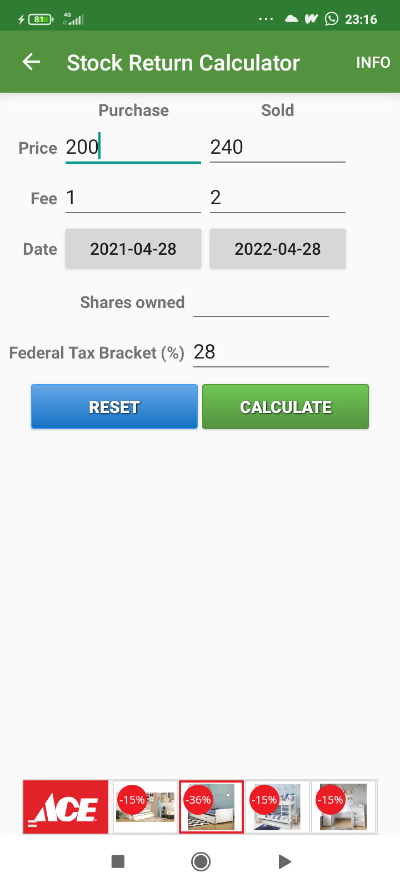 81
4G
23:16
Stock Return Calculator
INFO
Purchase Sold
Price 200 240
Fee 1 2
Date 2021-04-28 2022-04-28
Shares owned
Federal Tax Bracket (%) 28
RESET CALCULATE
ACE -15% -36% -15% -15%